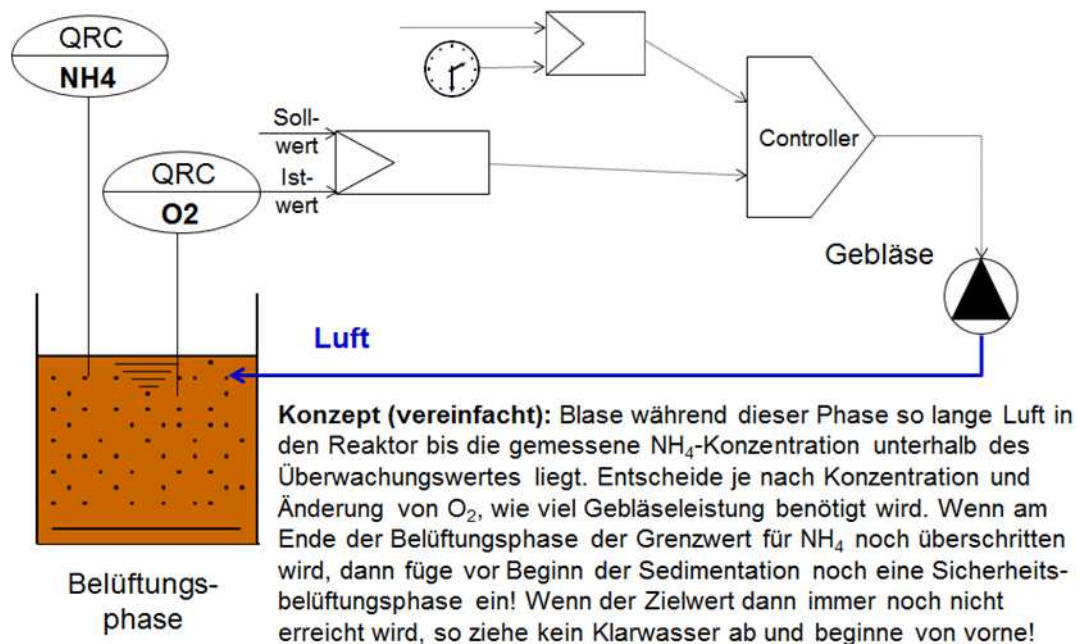 QRC
NH4
QRC
O2
Soll-
wert
Ist-
wert
Controller
Gebläse
Luft
Konzept (vereinfacht): Blase während dieser Phase so lange Luft in
den Reaktor bis die gemessene NH₄-Konzentration unterhalb des
Überwachungswertes liegt. Entscheide je nach Konzentration und
Änderung von O₂, wie viel Gebläseleistung benötigt wird. Wenn am
Ende der Belüftungsphase der Grenzwert für NH₄ noch überschritten
wird, dann füge vor Beginn der Sedimentation noch eine Sicherheits-
belüftungsphase ein! Wenn der Zielwert dann immer noch nicht
erreicht wird, so ziehe kein Klarwasser ab und beginne von vorne!
Belüftungs-
phase